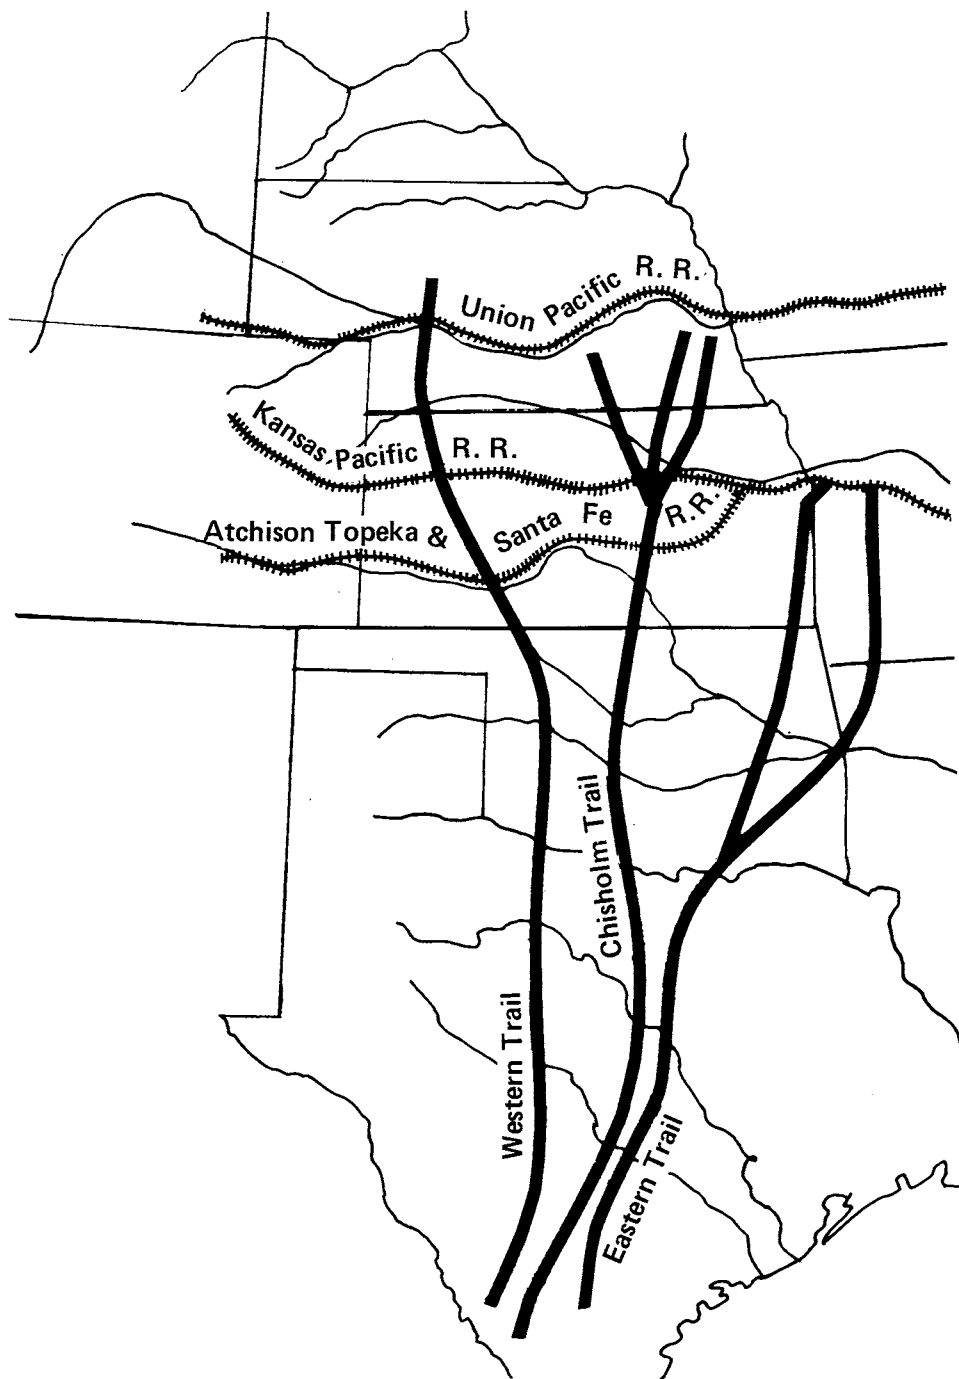 Union Pacific R. R.
Kansas Pacific R. R.
Atchison Topeka & Santa Fe R.R.
Chisholm Trail
Western Trail
Eastern Trail